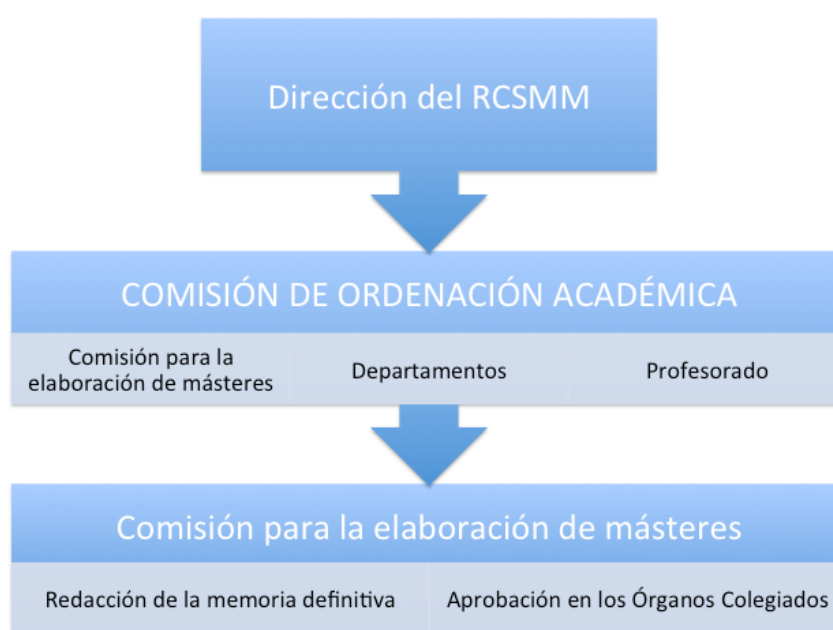 Dirección del RCSMM
COMISIÓN DE ORDENACIÓN ACADÉMICA
Comisión para la
elaboración de másteres
Departamentos
Profesorado
Comisión para la elaboración de másteres
Redacción de la memoria definitiva
Aprobación en los Órganos Colegiados